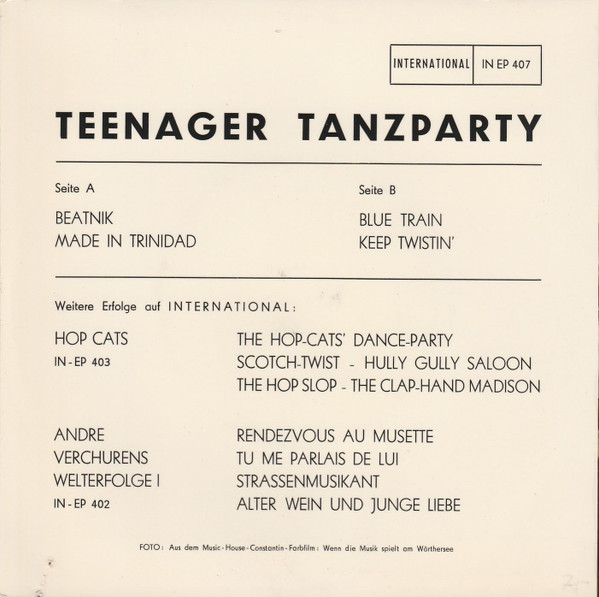 INTERNATIONAL IN EP 407
TEENAGER TANZPARTY
Seite A
BEATNIK
MADE IN TRINIDAD
Seite B
BLUE TRAIN
KEEP TWISTIN'
Weitere Erfolge auf INTERNATIONAL:
HOP CATS THE HOP-CATS' DANCE-PARTY
IN-EP 403 SCOTCH-TWIST - HULLY GULLY SALOON
THE HOP SLOP - THE CLAP-HAND MADISON
ANDRE RENDEZVOUS AU MUSETTE
VERCHURENS TU ME PARLAIS DE LUI
WELTERFOLGE I STRASSENMUSIKANT
IN-EP 402 ALTER WEIN UND JUNGE LIEBE
FOTO: Aus dem Music-House-Constantin-Farbfilm: Wenn die Musik spielt am Wörthersee